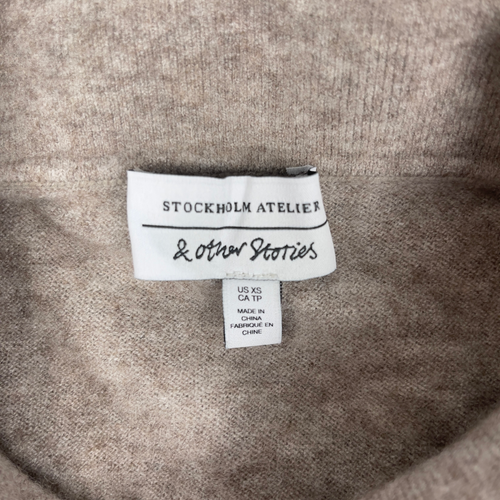 STOCKHOLM ATELIER
& other Stories
US XS
CA TP
MADE IN
CHINA
FABRIQUÉ EN
CHINE